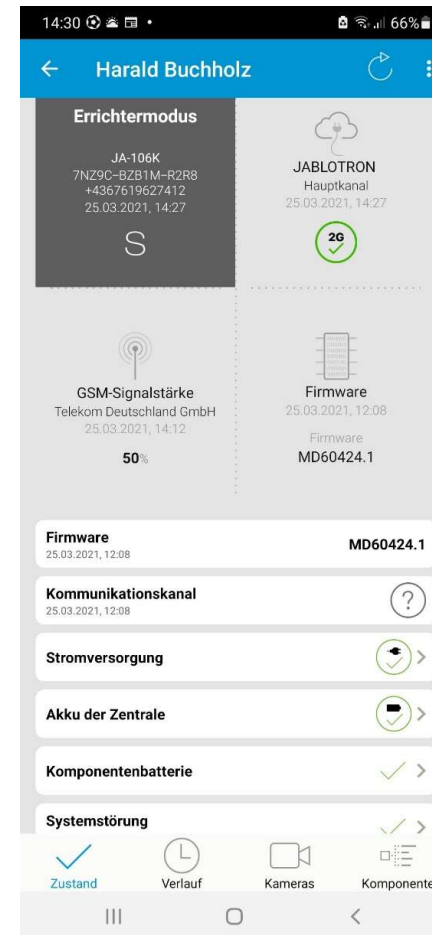 14:30
66%
Harald Buchholz
Errichtermodus
JA-106K
7NZ9C-BZB1M-R2R8
+4367619627412
25.03.2021, 14:27
S
JABLOTRON
Hauptkanal
25.03.2021, 14:27
2G
GSM-Signalstärke
Telekom Deutschland GmbH
25.03.2021, 14:12
50%
Firmware
25.03.2021, 12:08
Firmware
MD60424.1
Firmware
25.03.2021, 12:08
MD60424.1
Kommunikationskanal
25.03.2021, 12:08
?
Stromversorgung
Akku der Zentrale
Komponentenbatterie
Systemstörung
Zustand
Verlauf
Kameras
Komponente